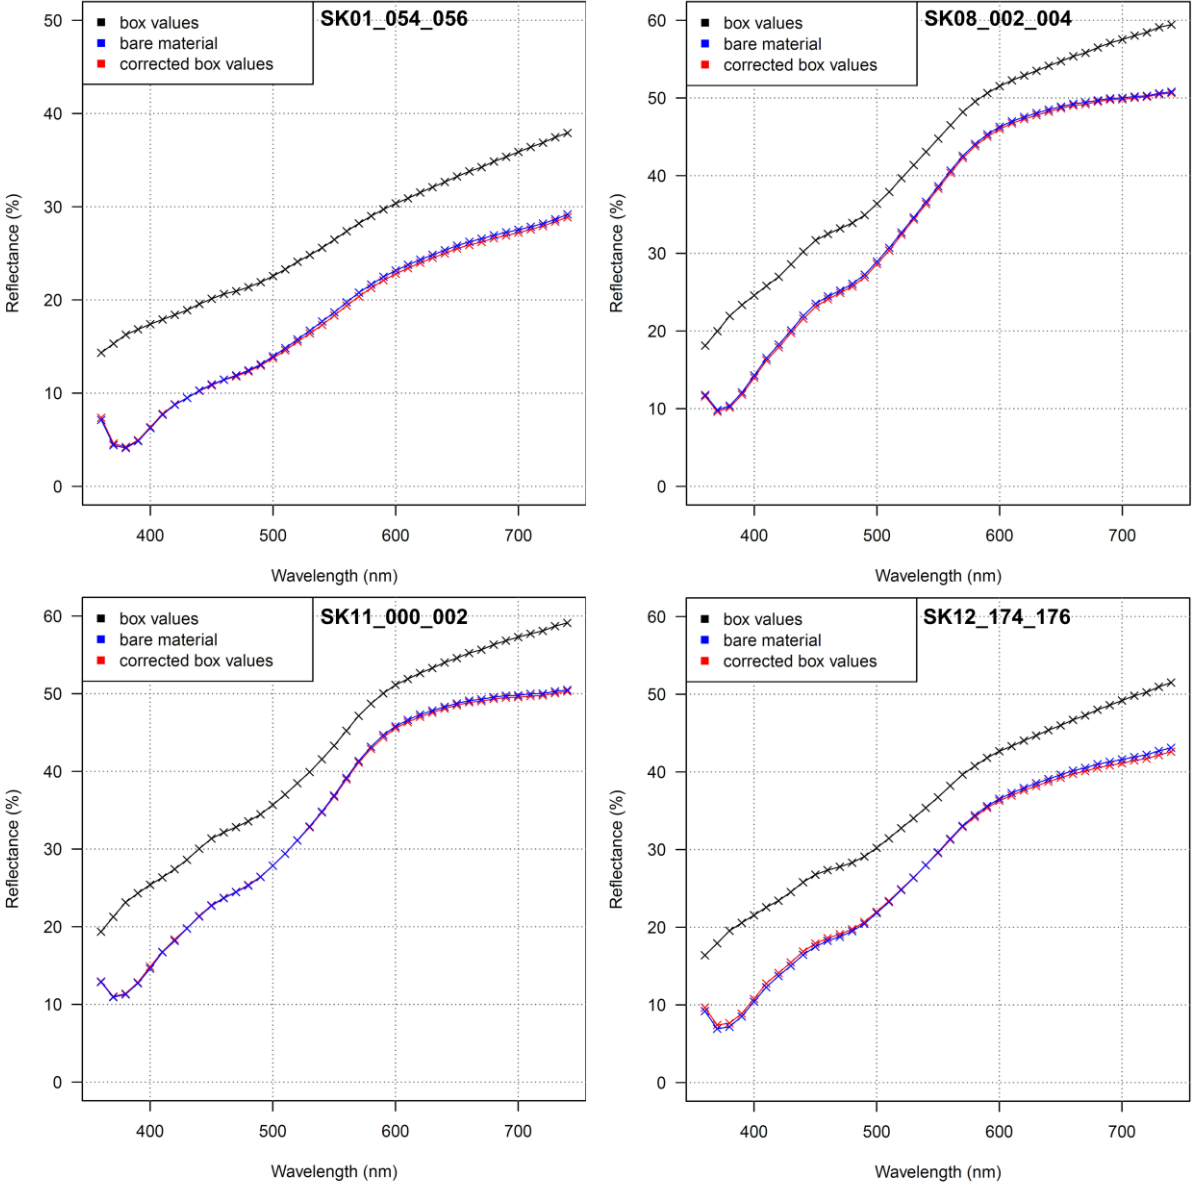 SK01_054_056
box values
bare material
corrected box values
50
40
30
20
10
0
Reflectance (%)
400 500 600 700
Wavelength (nm)
SK08_002_004
box values
bare material
corrected box values
60
50
40
30
20
10
0
Reflectance (%)
400 500 600 700
Wavelength (nm)
SK11_000_002
box values
bare material
corrected box values
60
50
40
30
20
10
0
Reflectance (%)
400 500 600 700
Wavelength (nm)
SK12_174_176
box values
bare material
corrected box values
60
50
40
30
20
10
0
Reflectance (%)
400 500 600 700
Wavelength (nm)